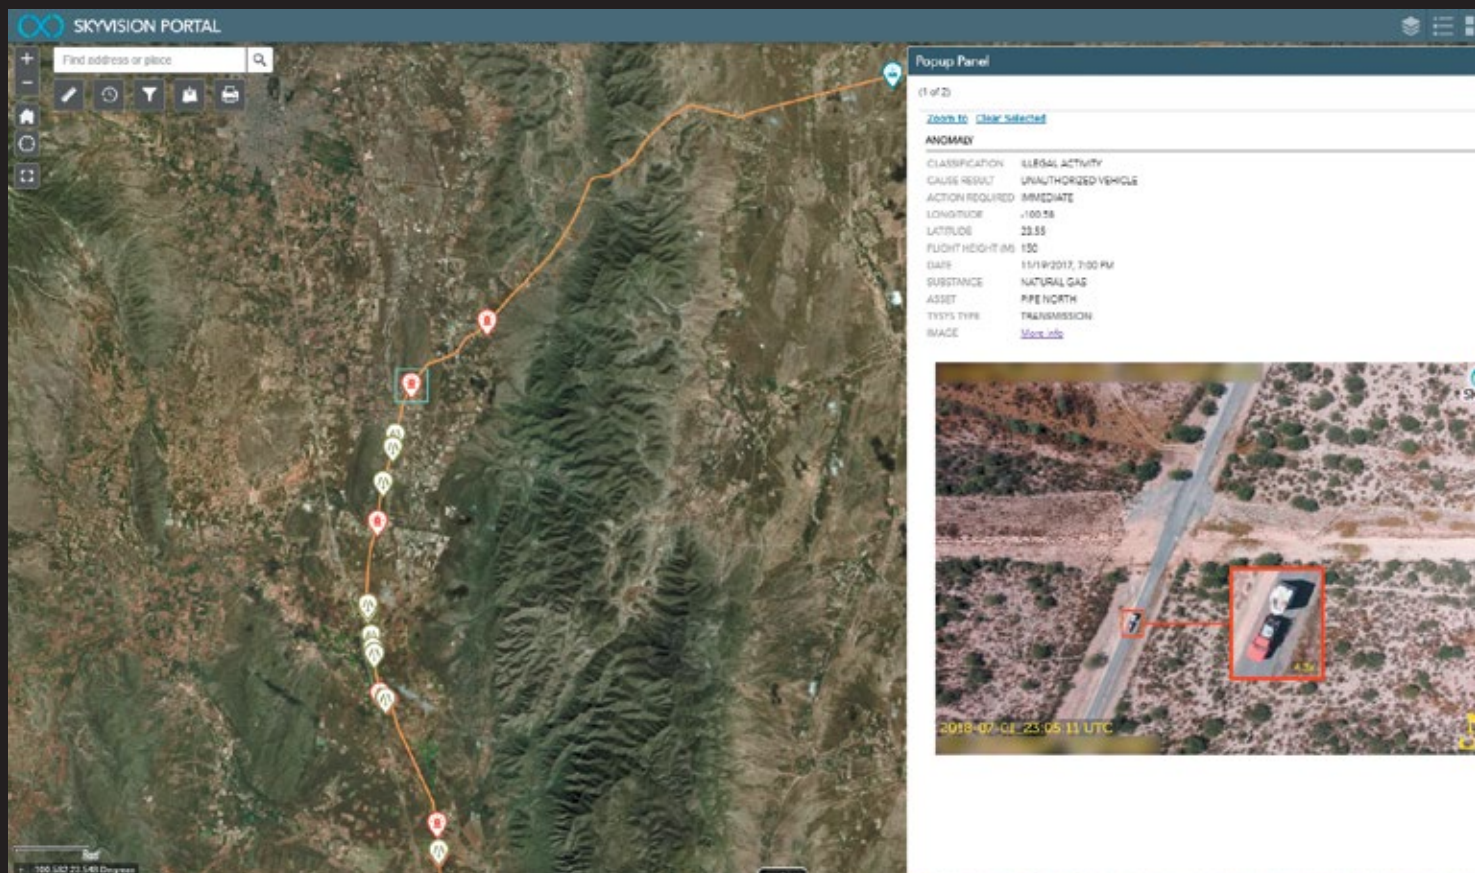 SKYVISION PORTAL
Find address or place
Popup Panel
(1 of 2)
Zoom to Clear Selected
ANOMALY
CLASSIFICATION ILLEGAL ACTIVITY
CAUSE RESULT UNAUTHORIZED VEHICLE
ACTION REQUIRED IMMEDIATE
LONGITUDE -100.58
LATITUDE 23.55
FLIGHT HEIGHT (M) 150
DATE 11/19/2017, 7:00 PM
SUBSTANCE NATURAL GAS
ASSET PIPE NORTH
TYPE TRANSMISSION
IMAGE More info
2018-07-01 23:05:11 UTC
Degrees